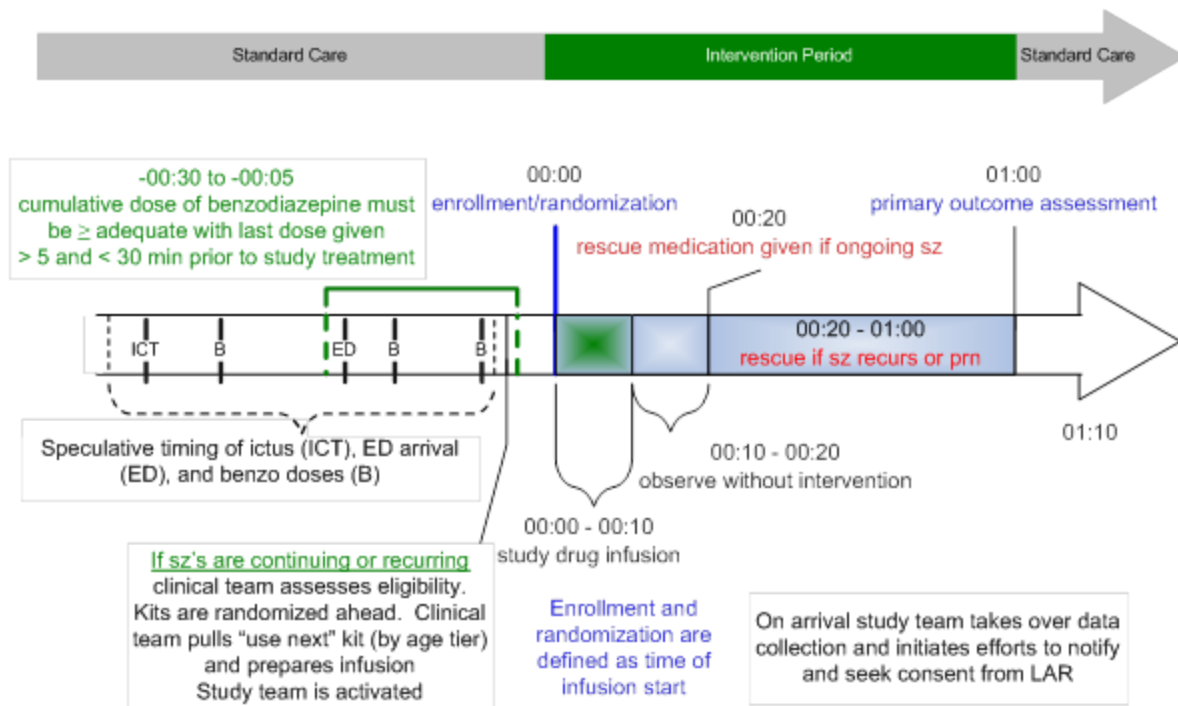 Standard Care
Intervention Period
Standard Care
-00:30 to -00:05
cumulative dose of benzodiazepine must
be ≥ adequate with last dose given
> 5 and < 30 min prior to study treatment
00:00
enrollment/randomization
00:20
rescue medication given if ongoing sz
01:00
primary outcome assessment
ICT
B
ED
B
B
00:20 - 01:00
rescue if sz recurs or prn
01:10
Speculative timing of ictus (ICT), ED arrival
(ED), and benzo doses (B)
00:10 - 00:20
observe without intervention
00:00 - 00:10
study drug infusion
If sz's are continuing or recurring
clinical team assesses eligibility.
Kits are randomized ahead.  Clinical
team pulls “use next” kit (by age tier)
and prepares infusion
Study team is activated
Enrollment and
randomization are
defined as time of
infusion start
On arrival study team takes over data
collection and initiates efforts to notify
and seek consent from LAR